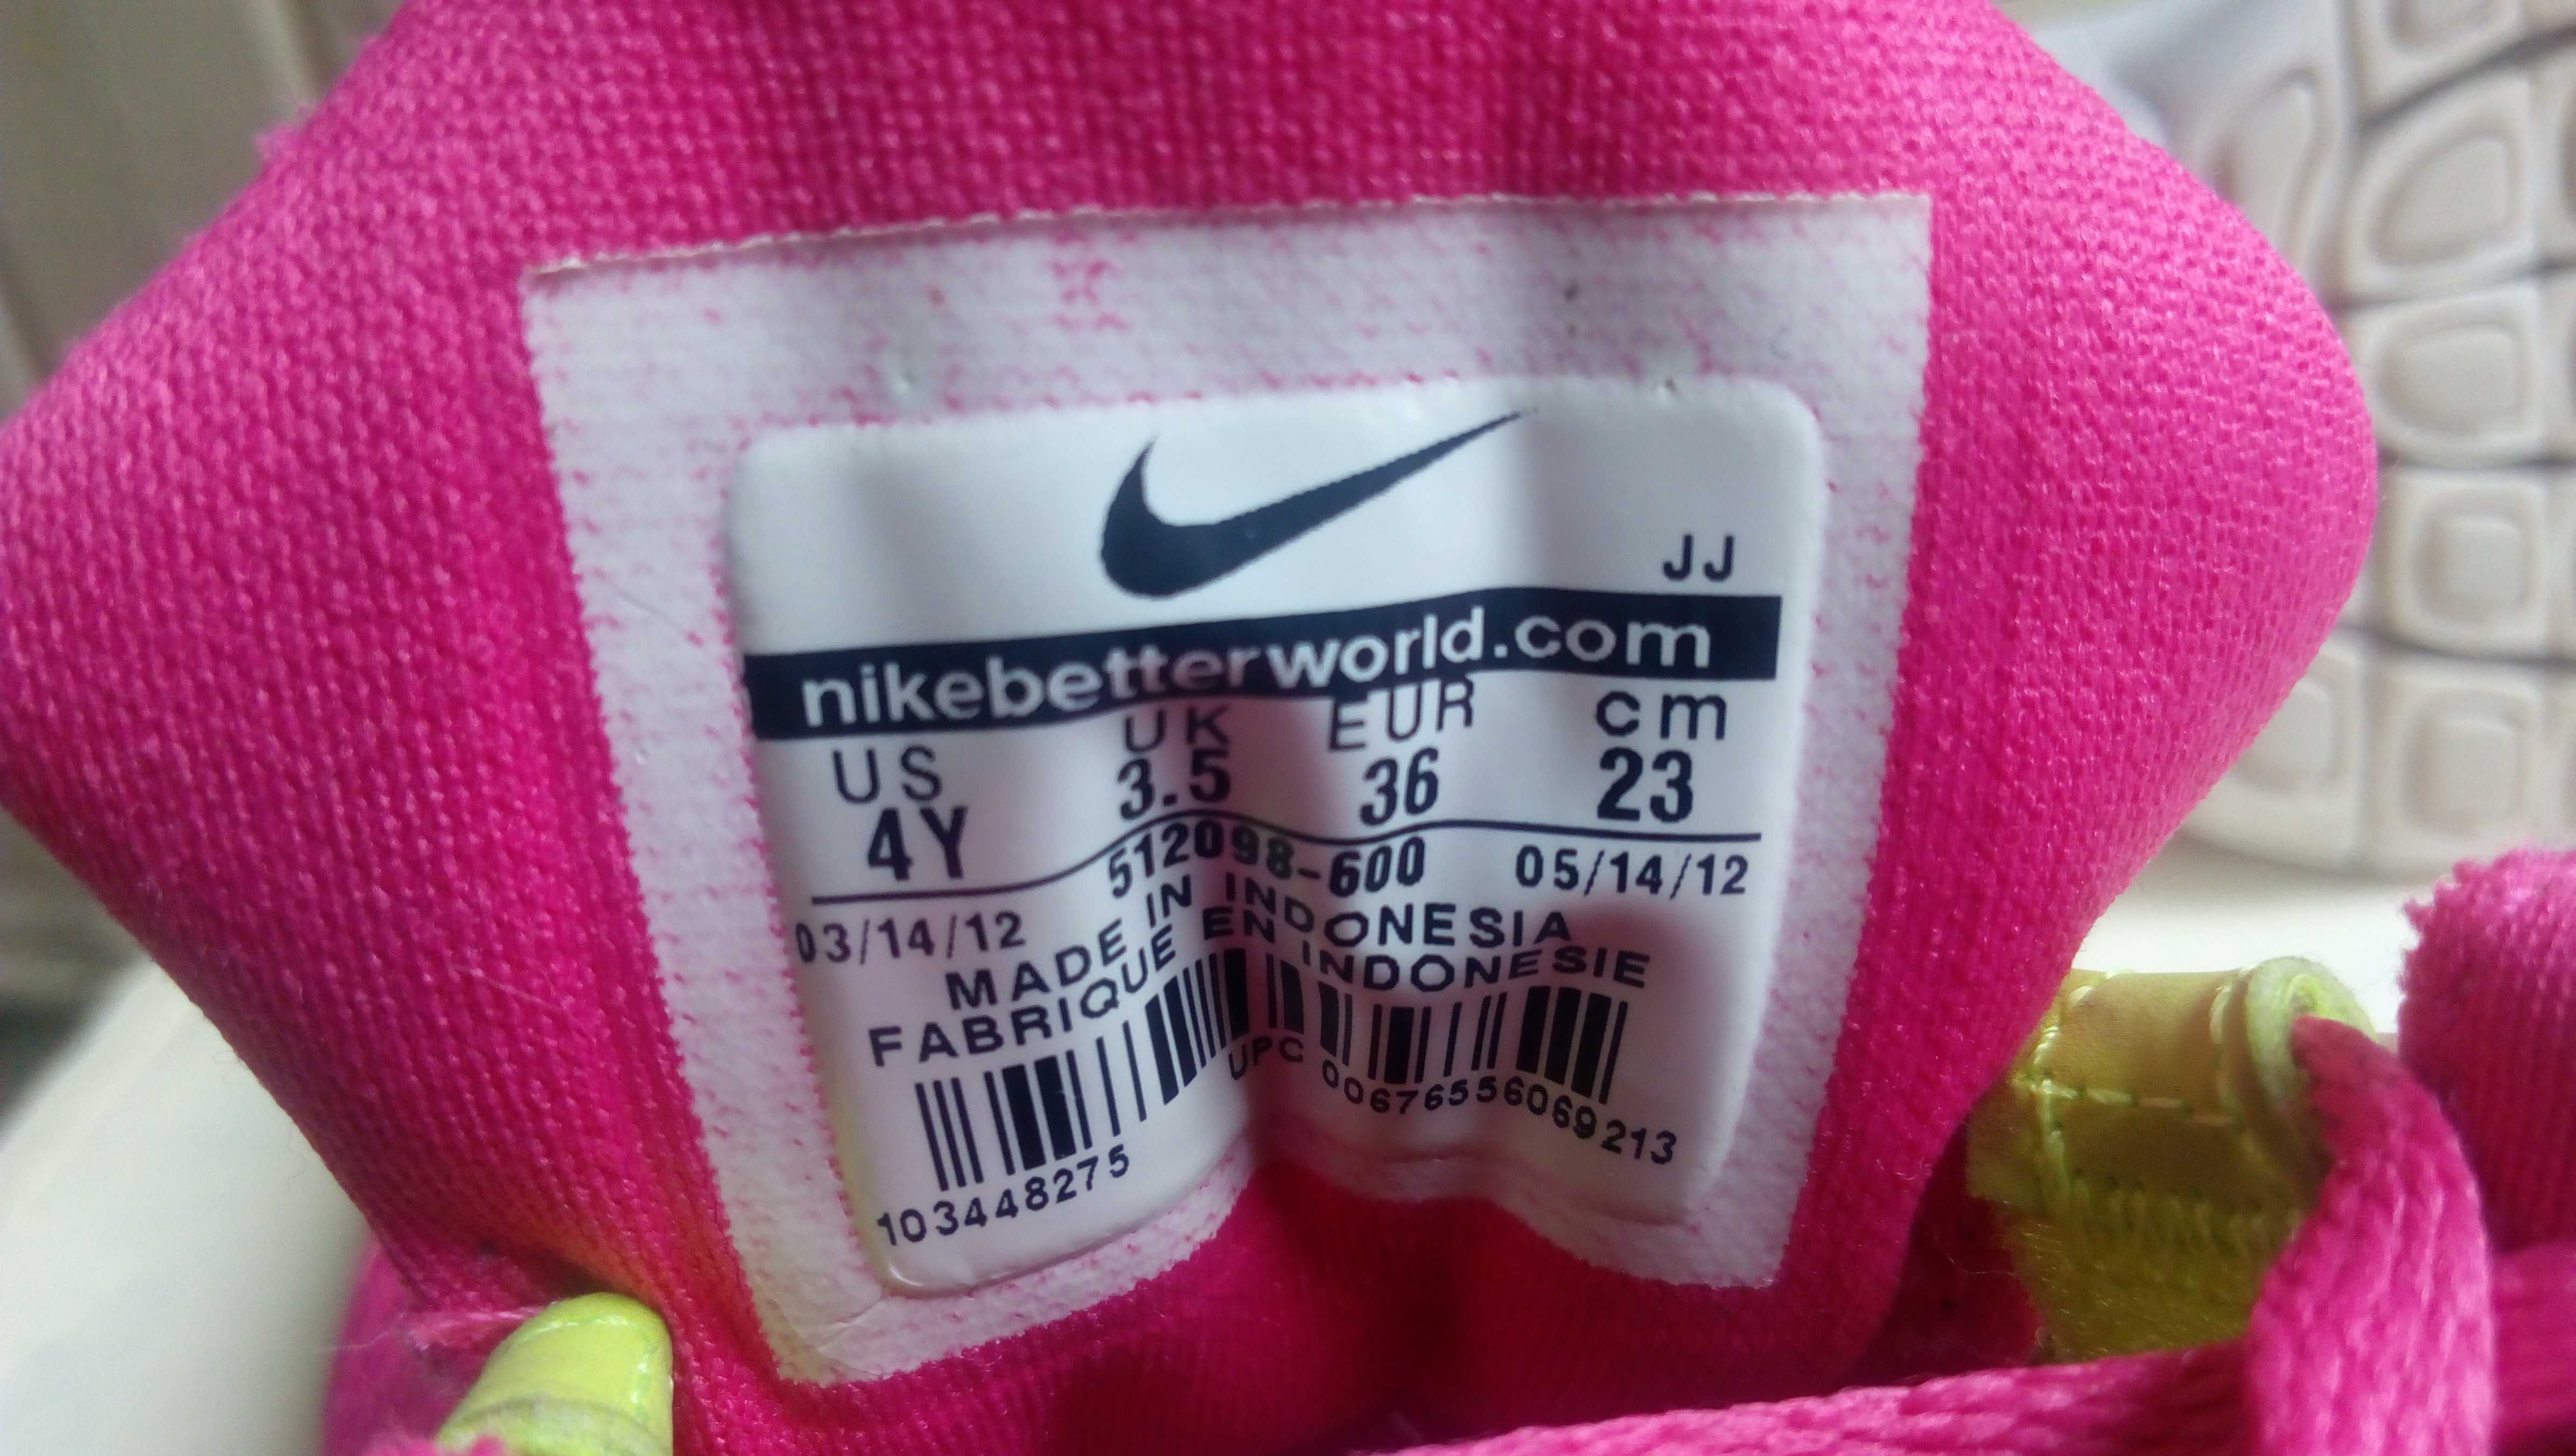 JJ
nikebetterworld.com
US UK EUR cm
4Y 3.5 36 23
03/14/12 512098-600 05/14/12
MADE IN INDONESIA
FABRIQUE EN INDONESIE
UPC 00676556069213
103448275